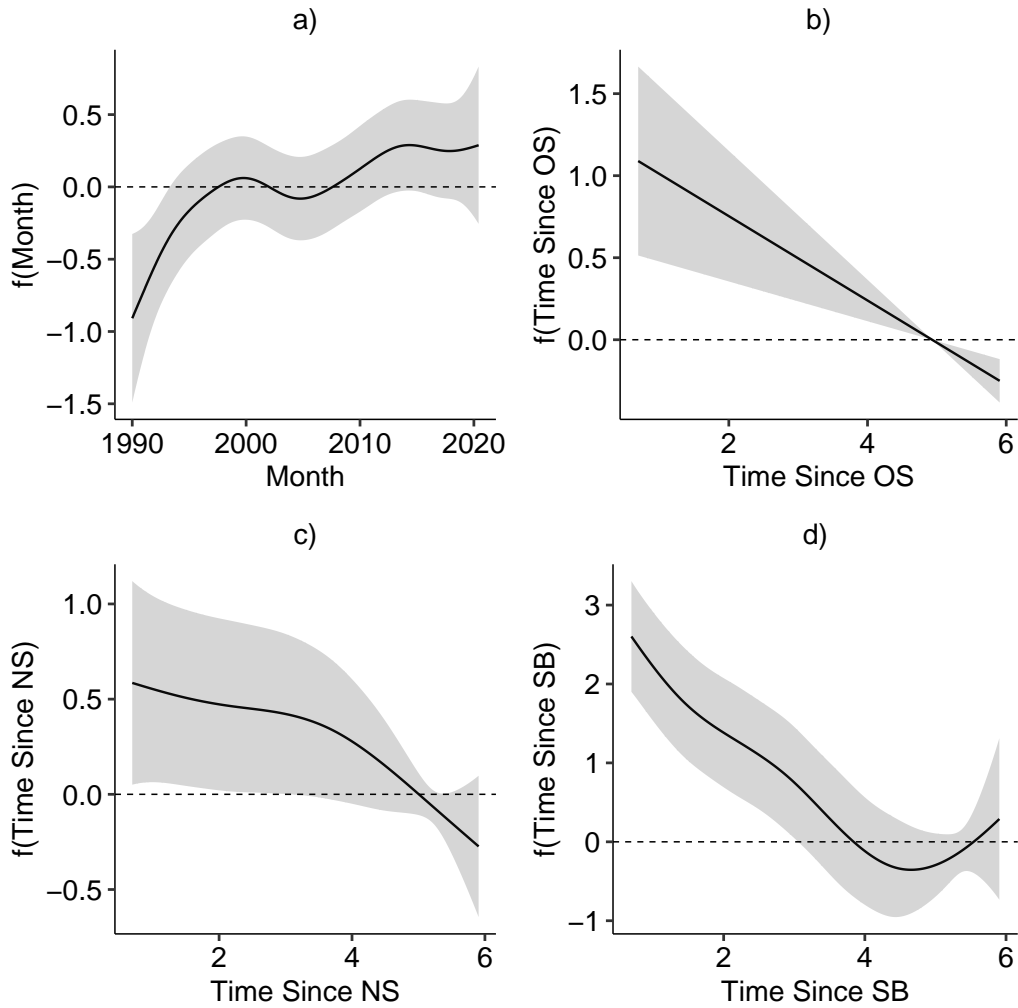 a)
f(Month)
0.5
0.0
−0.5
−1.0
−1.5
1990
2000
2010
2020
Month
b)
f(Time Since OS)
1.5
1.0
0.5
0.0
2
4
6
Time Since OS
c)
f(Time Since NS)
1.0
0.5
0.0
−0.5
2
4
6
Time Since NS
d)
f(Time Since SB)
3
2
1
0
−1
2
4
6
Time Since SB